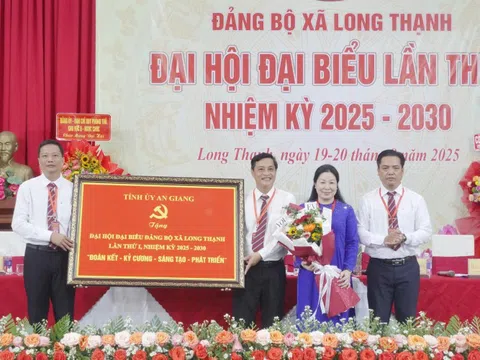 ĐẢNG BỘ XÃ LONG THẠNH
ĐẠI HỘI ĐẠI BIỂU LẦN TH
NHIỆM KỲ 2025 - 2030
Long Thạnh, ngày 19-20 tháng 2025
TỈNH ỦY AN GIANG
Tặng
ĐẠI HỘI ĐẠI BIỂU ĐẢNG BỘ XÃ LONG THẠNH
LẦN THỨ I, NHIỆM KỲ 2025 - 2030
"ĐOÀN KẾT - KỶ CƯƠNG - SÁNG TẠO - PHÁT TRIỂN"